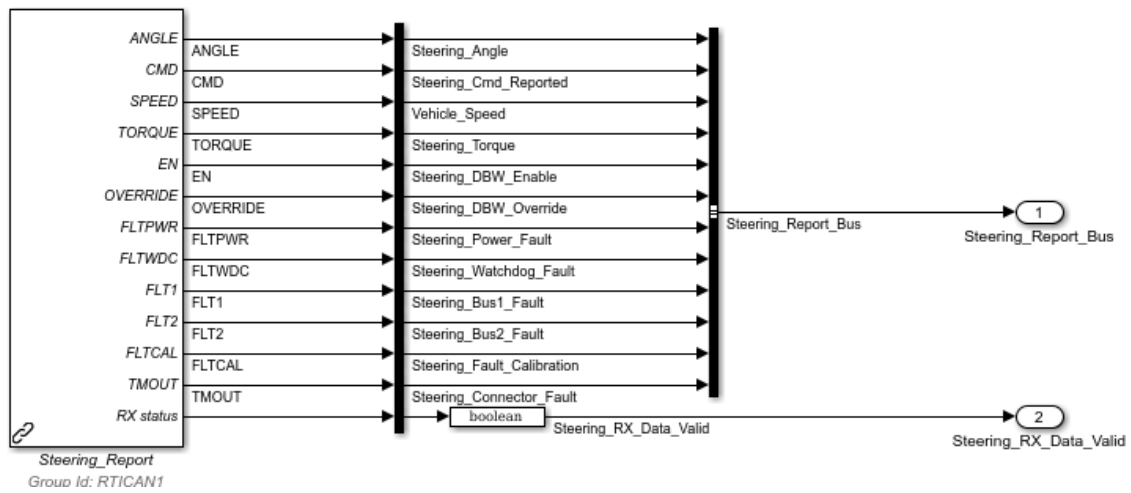 ANGLE
ANGLE
Steering_Angle
CMD
CMD
Steering_Cmd_Reported
SPEED
SPEED
Vehicle_Speed
TORQUE
TORQUE
Steering_Torque
EN
EN
Steering_DBW_Enable
OVERRIDE
OVERRIDE
Steering_DBW_Override
FLTPWR
FLTPWR
Steering_Power_Fault
FLTWDC
FLTWDC
Steering_Watchdog_Fault
FLT1
FLT1
Steering_Bus1_Fault
FLT2
FLT2
Steering_Bus2_Fault
FLTCAL
FLTCAL
Steering_Fault_Calibration
TMOUT
TMOUT
Steering_Connector_Fault
RX status
boolean
Steering_RX_Data_Valid
Steering_Report_Bus
1
Steering_Report_Bus
2
Steering_RX_Data_Valid
Steering_Report
Group Id: RTICAN1